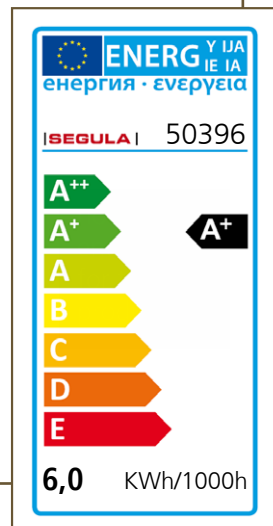 ENERG Y IJA
IE IA
енергия · ενεργεια
SEGULA 50396
A++
A+ A+
A
B
C
D
E
6,0 KWh/1000h